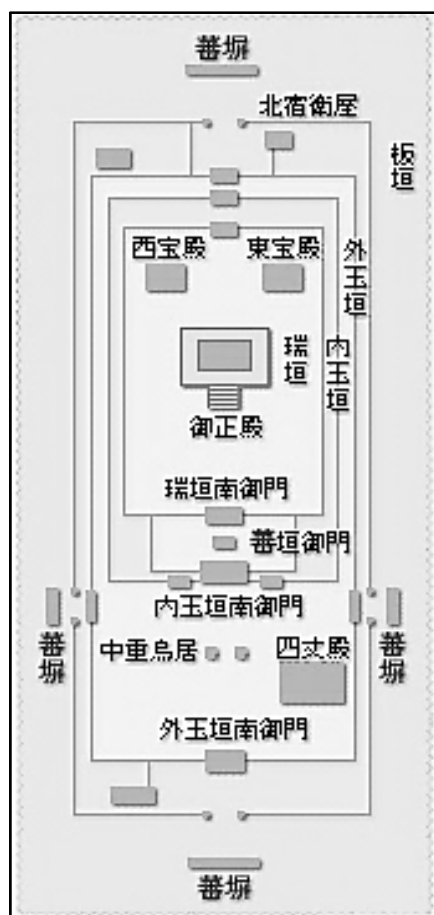 蕃塀
北宿衛屋
板垣
外玉垣
西宝殿
東宝殿
瑞垣
内玉垣
御正殿
瑞垣南御門
蕃垣御門
内玉垣南御門
蕃塀
中重鳥居
四丈殿
蕃塀
外玉垣南御門
蕃塀